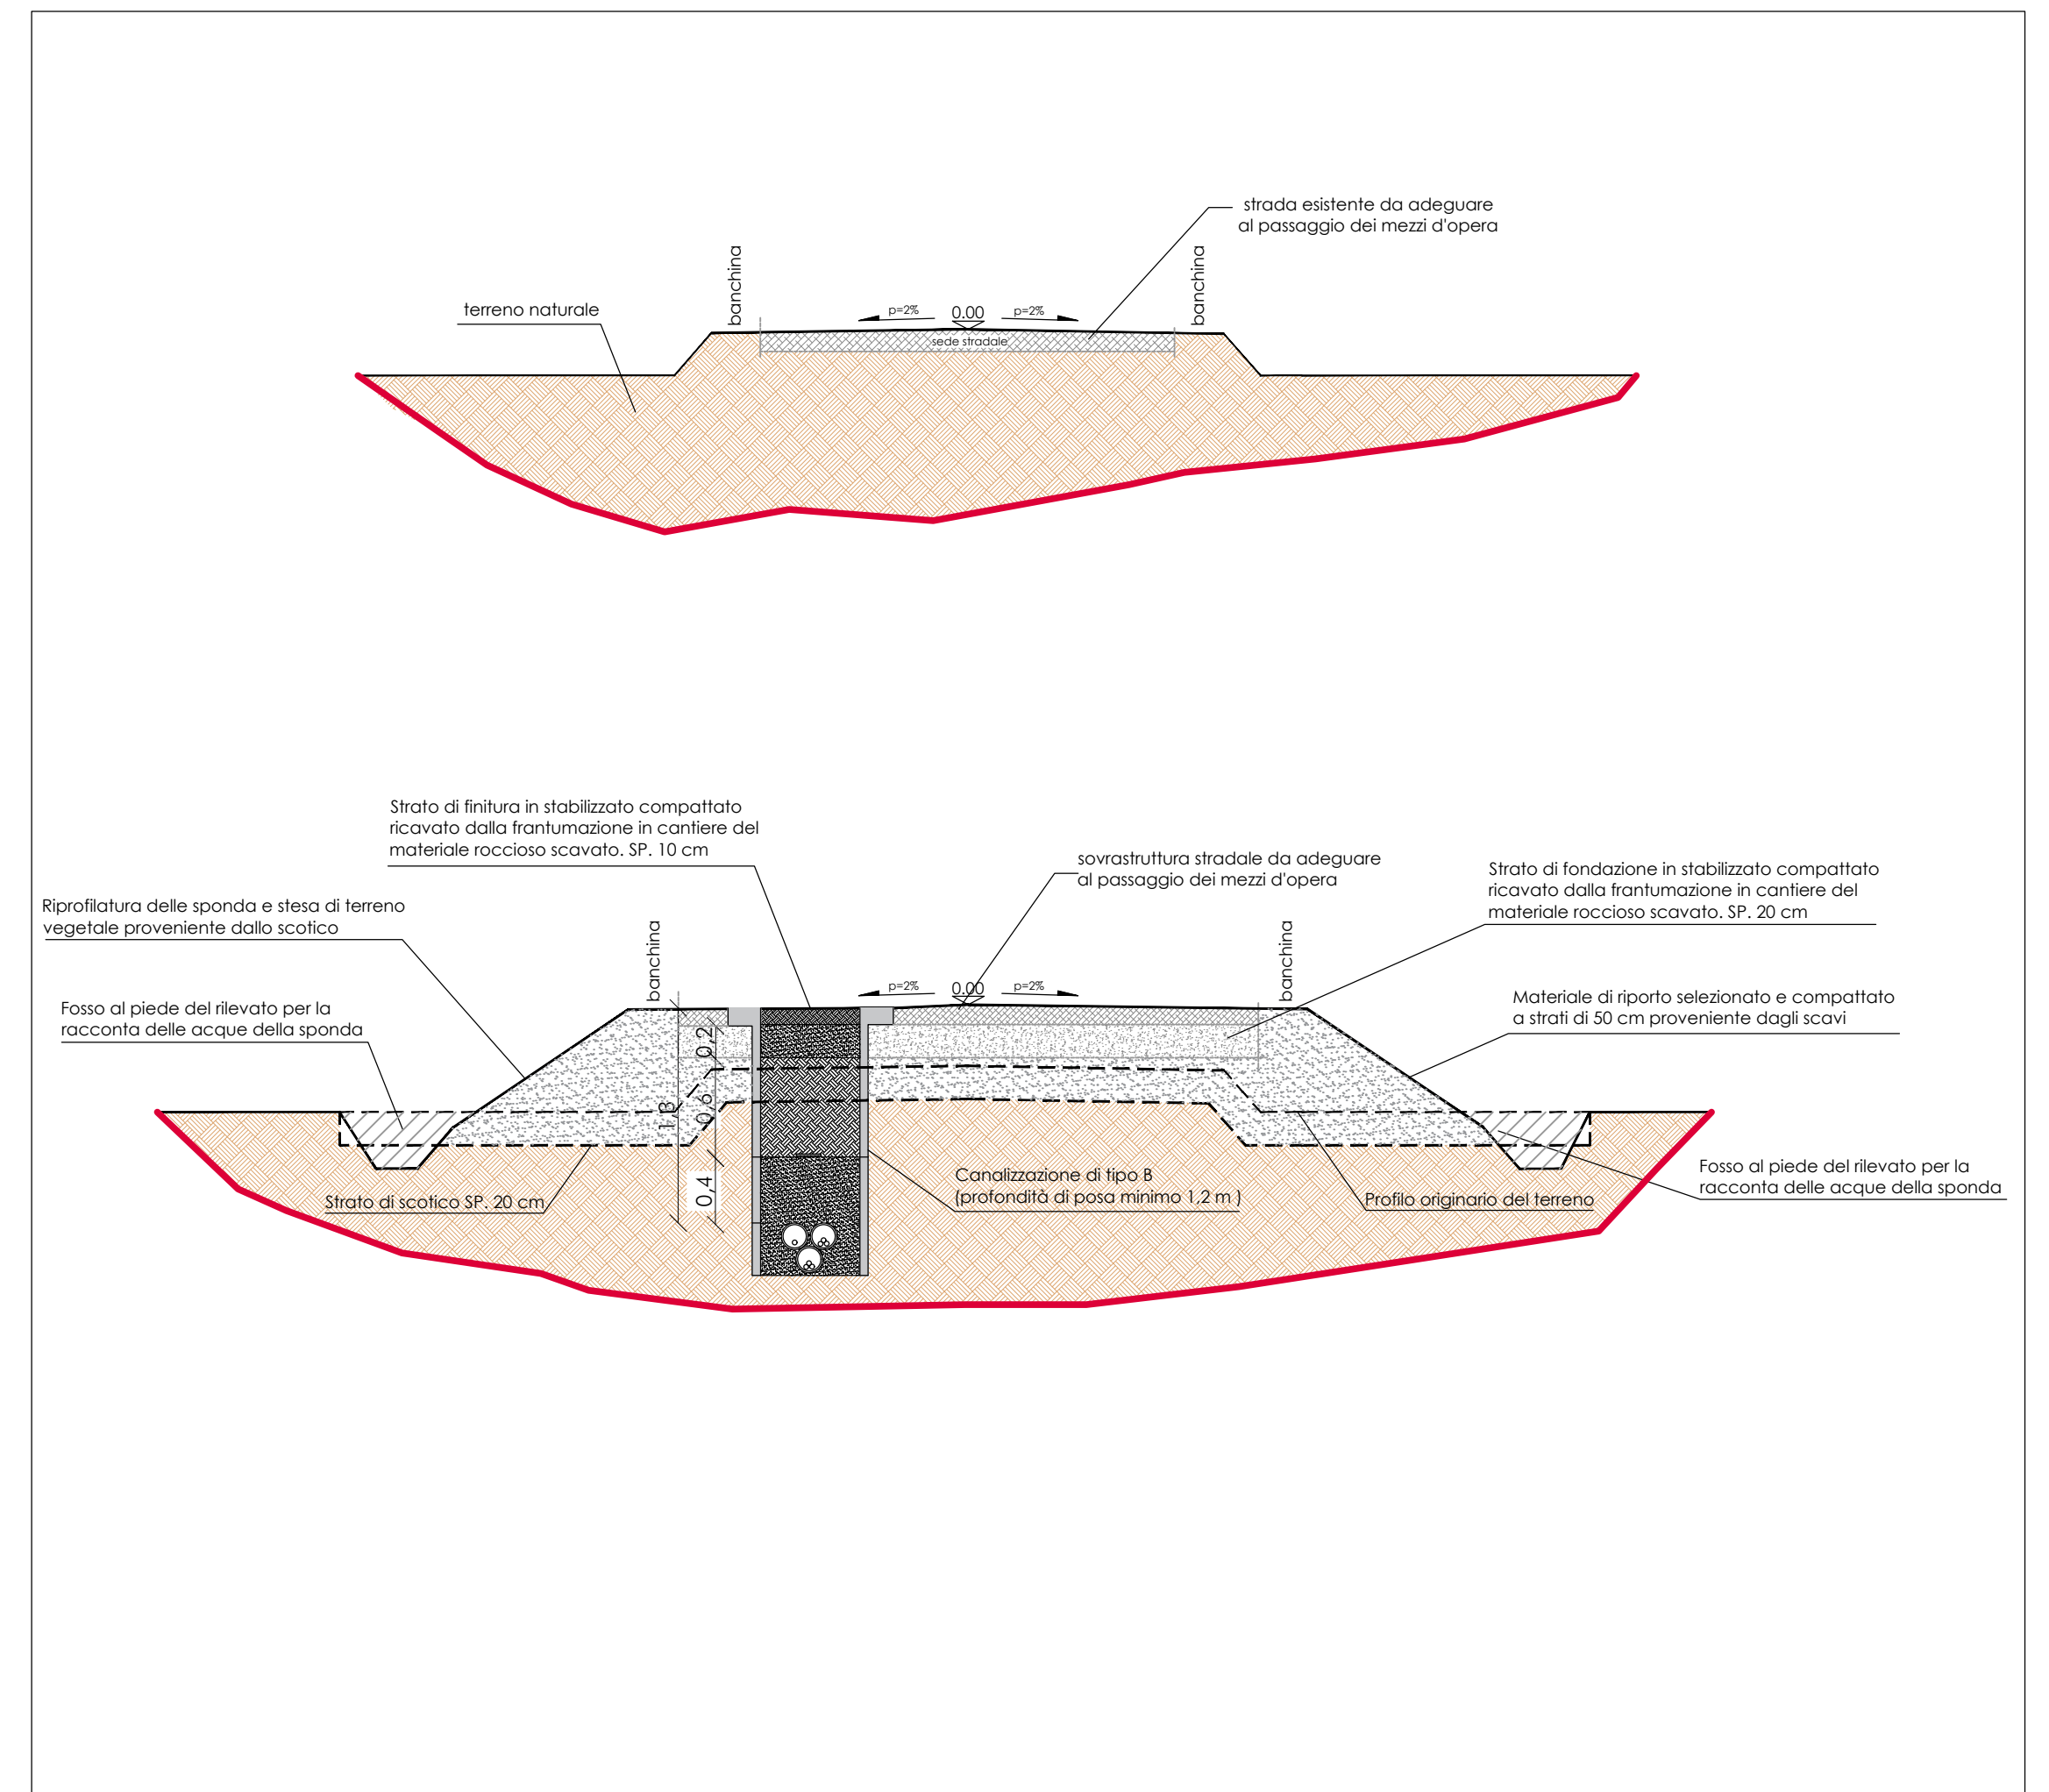 strada esistente da adeguare
al passaggio dei mezzi d'opera
banchina
banchina
terreno naturale
p=2%
0.00
p=2%
sede stradale
Strato di finitura in stabilizzato compattato
ricavato dalla frantumazione in cantiere del
materiale roccioso scavato. SP. 10 cm
sovrastruttura stradale da adeguare
al passaggio dei mezzi d'opera
Strato di fondazione in stabilizzato compattato
ricavato dalla frantumazione in cantiere del
materiale roccioso scavato. SP. 20 cm
Riprofilatura delle sponda e stesa di terreno
vegetale proveniente dallo scotico
banchina
banchina
p=2%
0.00
p=2%
Fosso al piede del rilevato per la
racconta delle acque della sponda
Materiale di riporto selezionato e compattato
a strati di 50 cm proveniente dagli scavi
0,2
1,3
0,6
0,4
Canalizzazione di tipo B
(profondità di posa minimo 1,2 m )
Strato di scotico SP. 20 cm
Profilo originario del terreno
Fosso al piede del rilevato per la
racconta delle acque della sponda